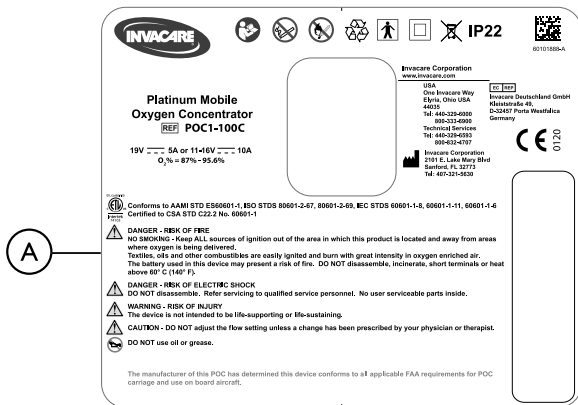 INVACARE
IP22
60101888-A
Invacare Corporation
www.invacare.com
USA
One Invacare Way
Elyria, Ohio USA
44035
Tel: 440-329-6000
800-333-6900
Technical Services
Tel: 440-329-6593
800-832-4707
Invacare Corporation
2101 E. Lake Mary Blvd
Sanford, FL 32773
Tel: 407-321-5630
EC REP
Invacare Deutschland GmbH
Kleiststraße 49,
D-32457 Porta Westfalica
Germany
CE 0120
Platinum Mobile
Oxygen Concentrator
REF POC1-100C
19V 5A or 11-16V 10A
O2% = 87% - 95.6%
Intertek
Conforms to AAMI STD ES60601-1, ISO STDS 80601-2-67, 80601-2-69, IEC STDS 60601-1-8, 60601-1-11, 60601-1-6
Certified to CSA STD C22.2 No. 60601-1
A
DANGER - RISK OF FIRE
NO SMOKING - Keep ALL sources of ignition out of the area in which this product is located and away from areas
where oxygen is being delivered.
Textiles, oils and other combustibles are easily ignited and burn with great intensity in oxygen enriched air.
The battery used in this device may present a risk of fire. DO NOT disassemble, incinerate, short terminals or heat
above 60° C (140° F).
DANGER - RISK OF ELECTRIC SHOCK
DO NOT disassemble. Refer servicing to qualified service personnel. No user serviceable parts inside.
WARNING - RISK OF INJURY
The device is not intended to be life-supporting or life-sustaining.
CAUTION - DO NOT adjust the flow setting unless a change has been prescribed by your physician or therapist.
DO NOT use oil or grease.
The manufacturer of this POC has determined this device conforms to all applicable FAA requirements for POC
carriage and use on board aircraft.